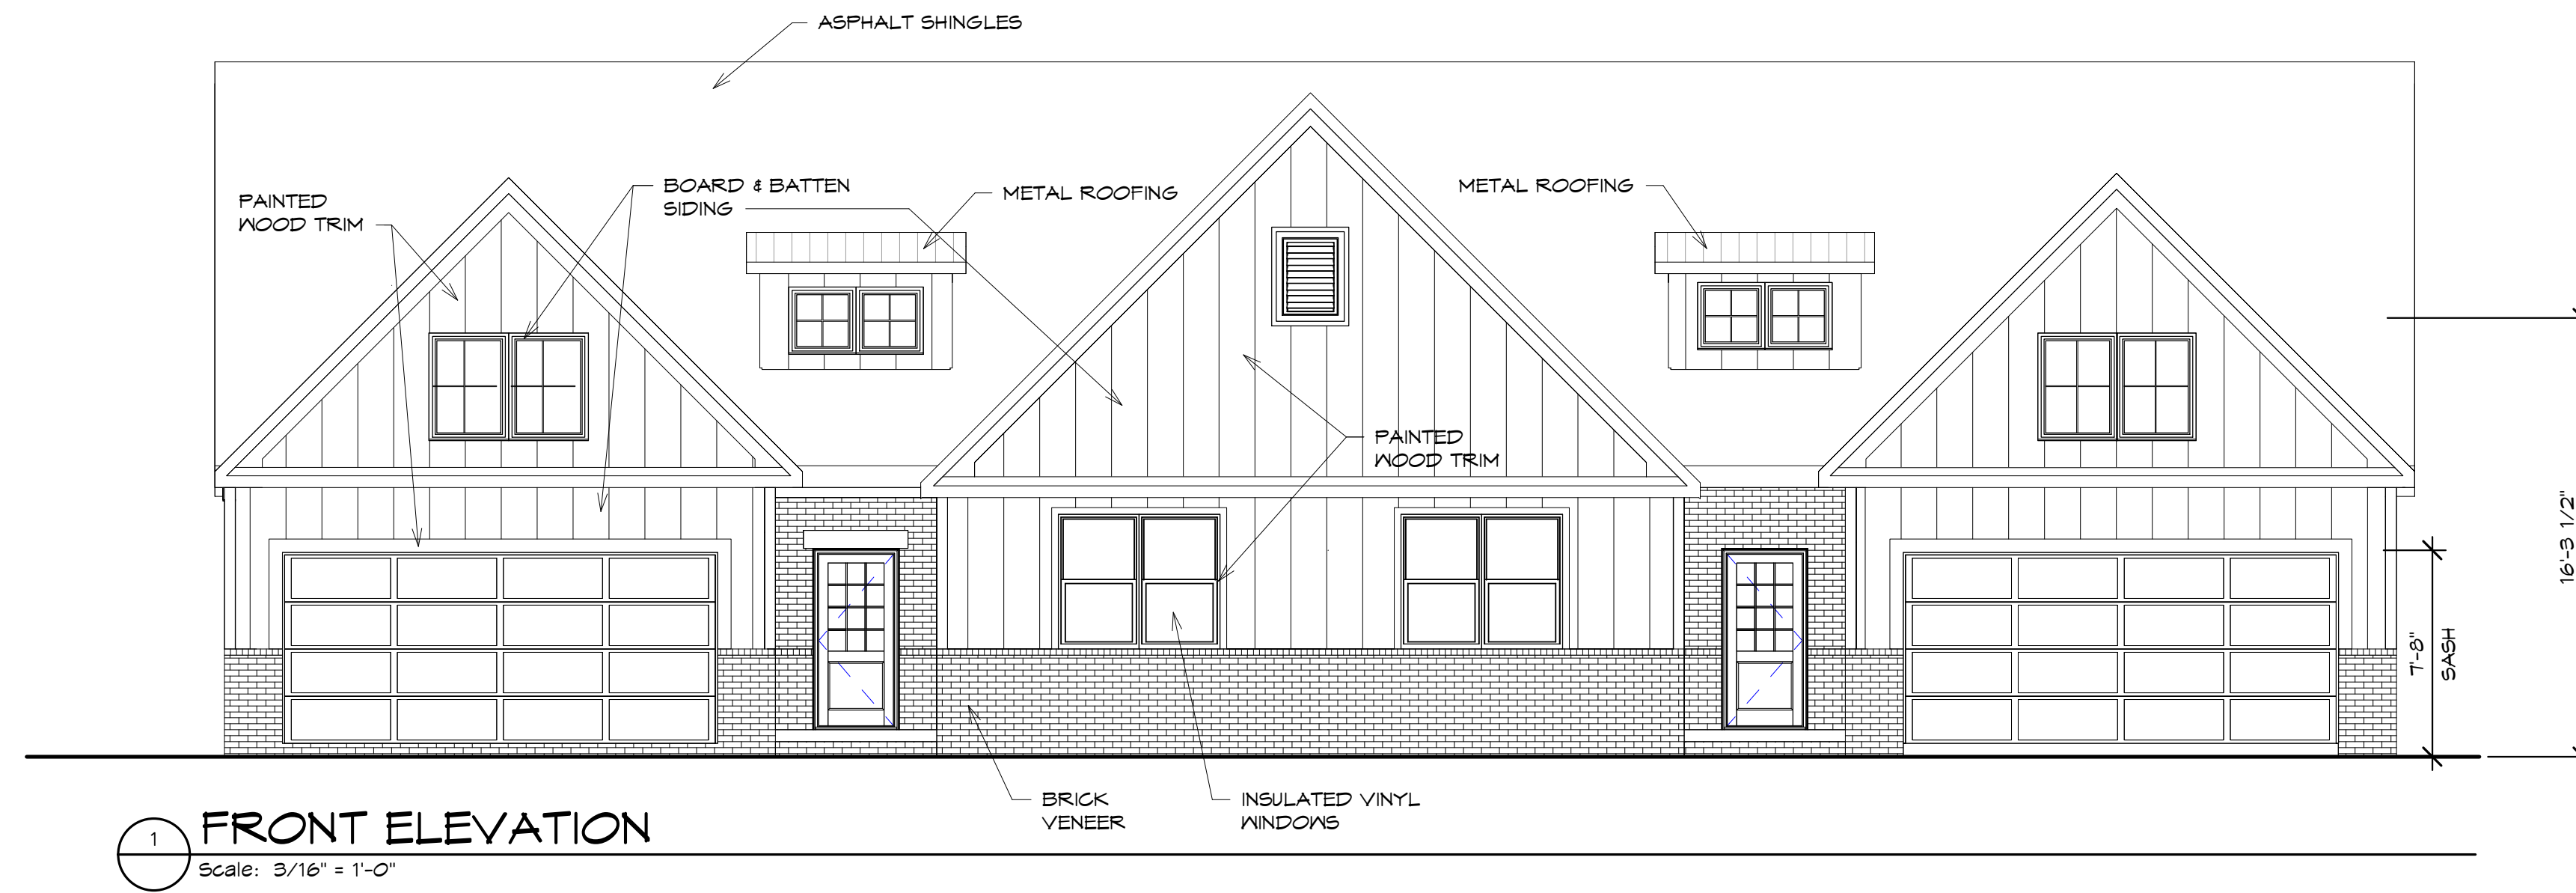 ASPHALT SHINGLES
PAINTED
WOOD TRIM
BOARD & BATTEN
SIDING
METAL ROOFING
METAL ROOFING
PAINTED
WOOD TRIM
16'-3 1/2"
7'-8"
SASH
BRICK
VENEER
INSULATED VINYL
WINDOWS
1
FRONT ELEVATION
Scale: 3/16" = 1'-0"